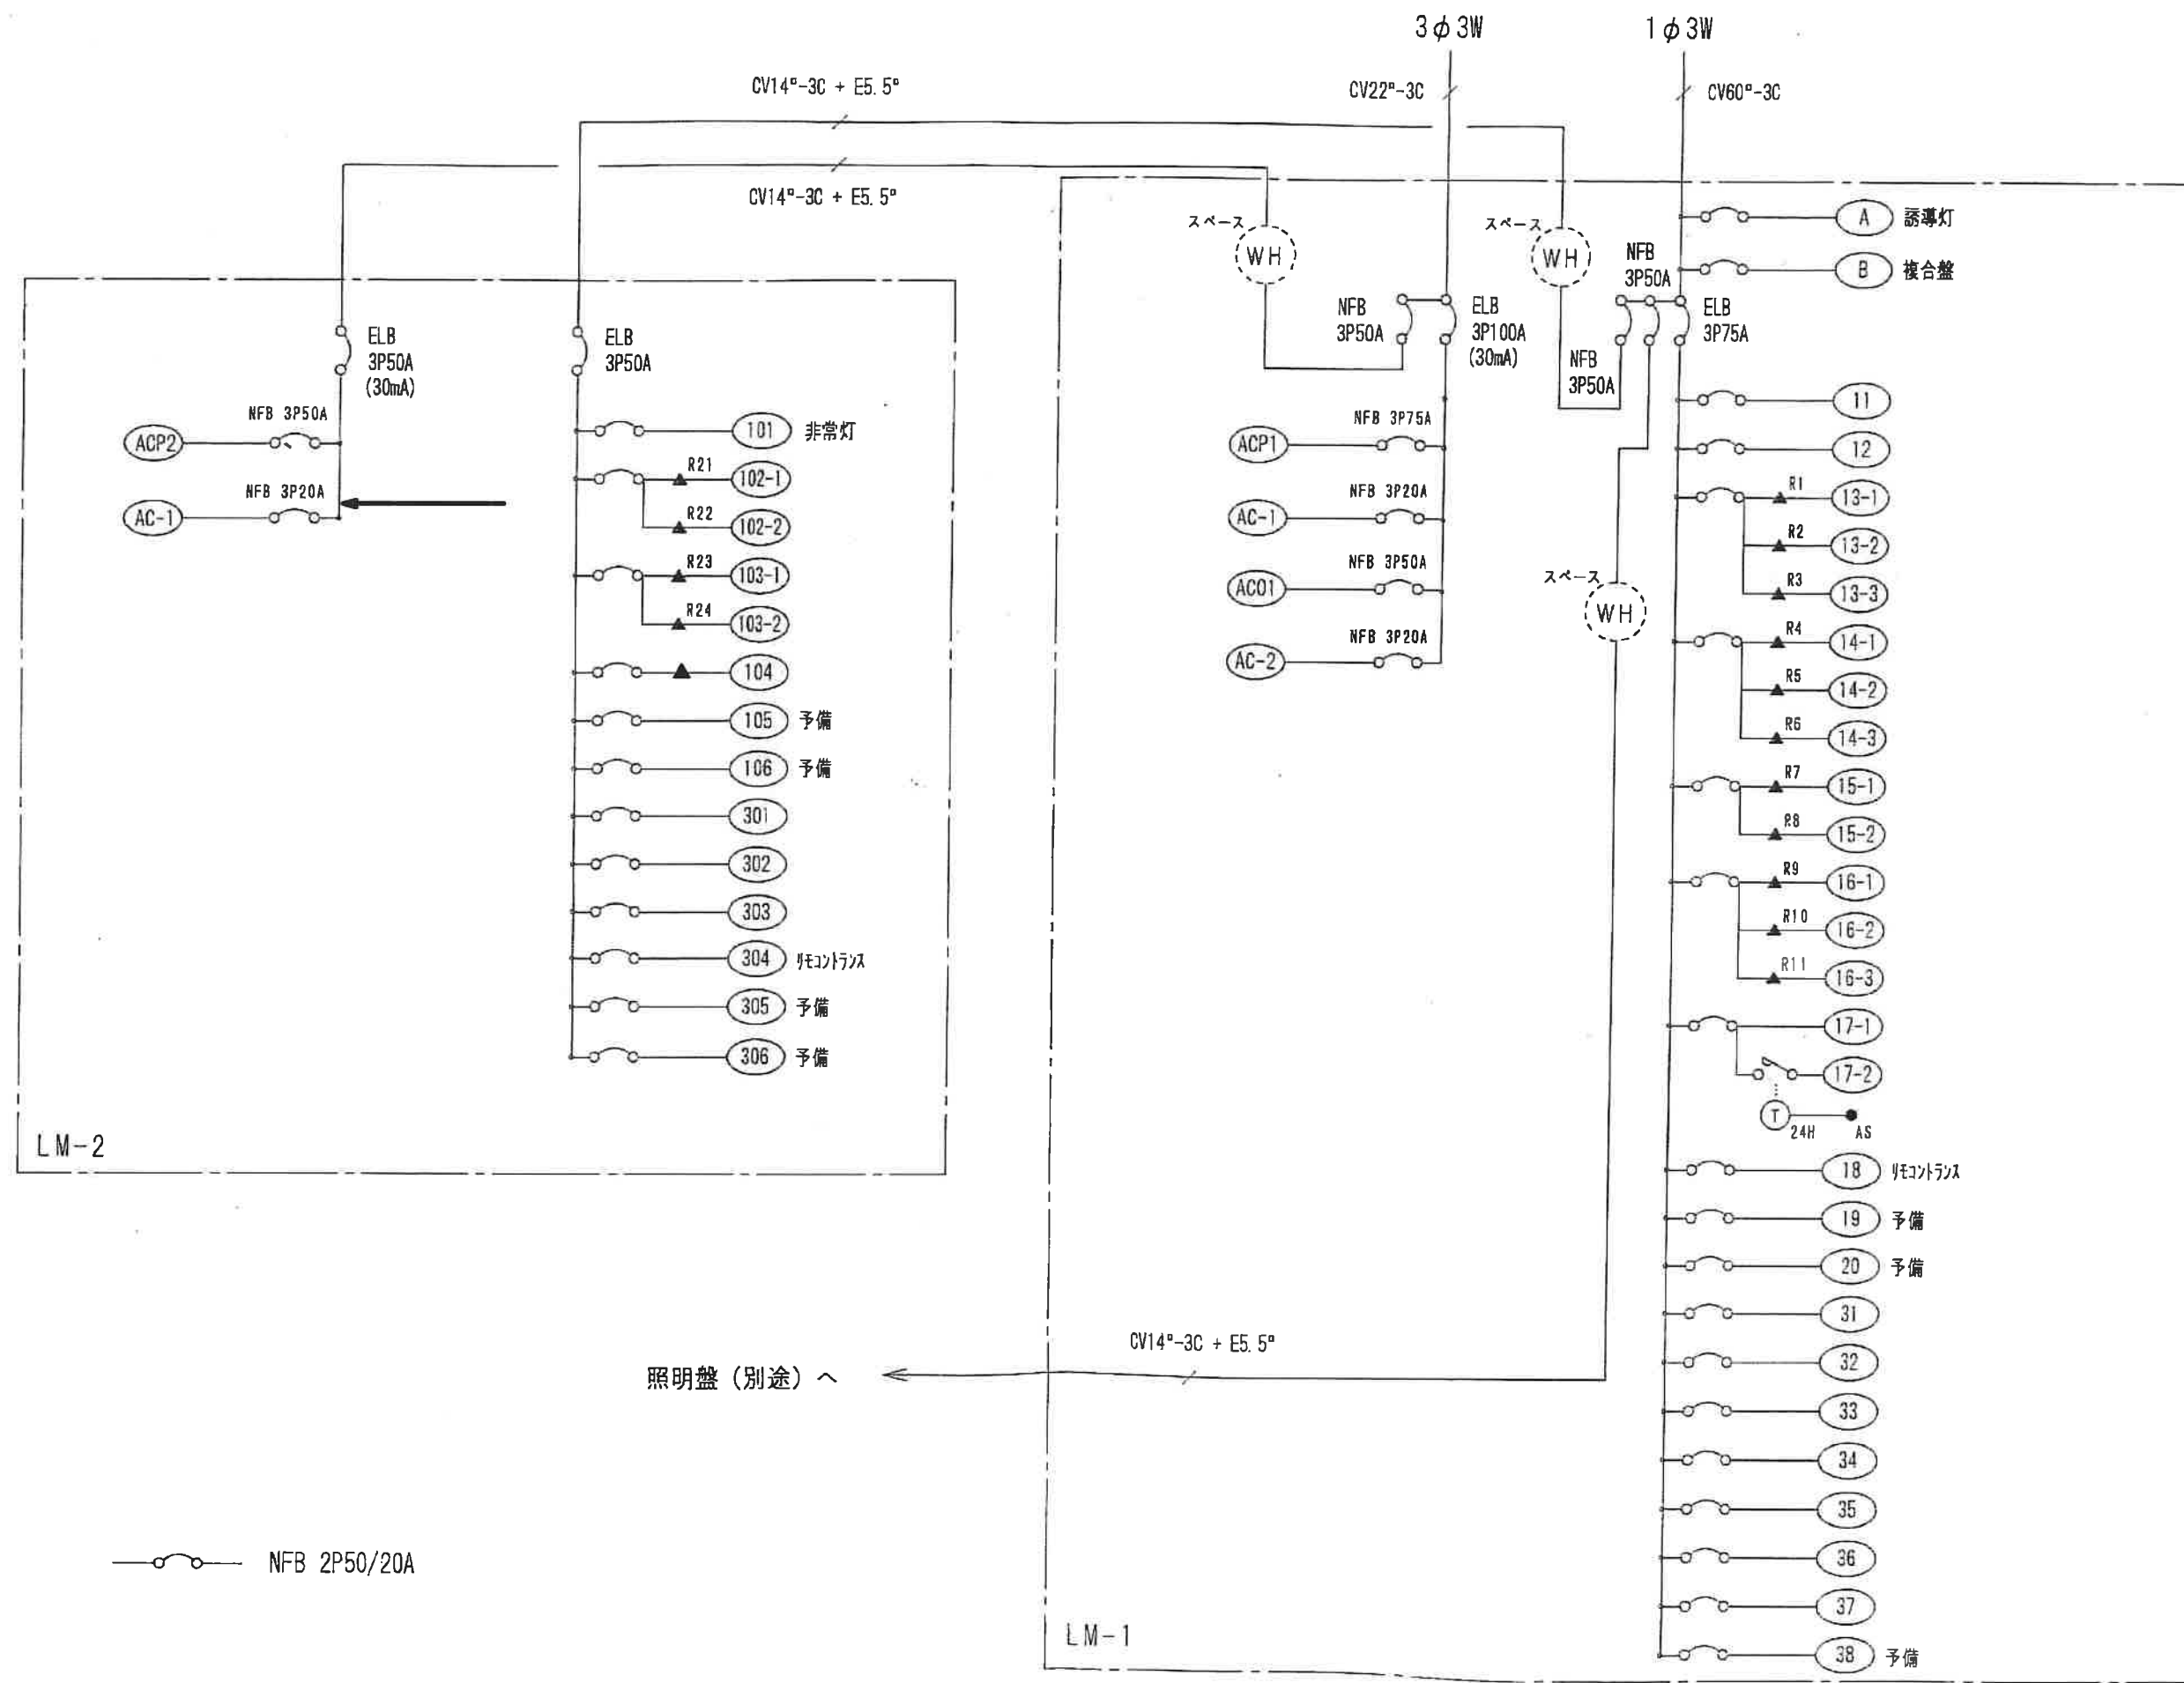 3φ3W
1φ3W
CV14°-3C + E5.5°
CV22°-3C
CV60°-3C
CV14°-3C + E5.5°
スペース
WH
スペース
WH
NFB
3P50A
A 誘導灯
B 複合盤
NFB
3P50A
ELB
3P100A
(30mA)
NFB
3P50A
ELB
3P75A
ELB
3P50A
(30mA)
ELB
3P50A
NFB 3P50A
ACP2
NFB 3P20A
AC-1
101 非常灯
R21
102-1
R22
102-2
R23
103-1
R24
103-2
104
105 予備
106 予備
301
302
303
304 リモコントランス
305 予備
306 予備
LM-2
NFB 3P75A
ACP1
NFB 3P20A
AC-1
NFB 3P50A
AC01
NFB 3P20A
AC-2
スペース
WH
11
12
R1
13-1
R2
13-2
R3
13-3
R4
14-1
R5
14-2
R6
14-3
R7
15-1
R8
15-2
R9
16-1
R10
16-2
R11
16-3
17-1
17-2
T
24H AS
18 リモコントランス
19 予備
20 予備
31
32
33
34
35
36
37
38 予備
CV14°-3C + E5.5°
照明盤（別途）へ
NFB 2P50/20A
LM-1